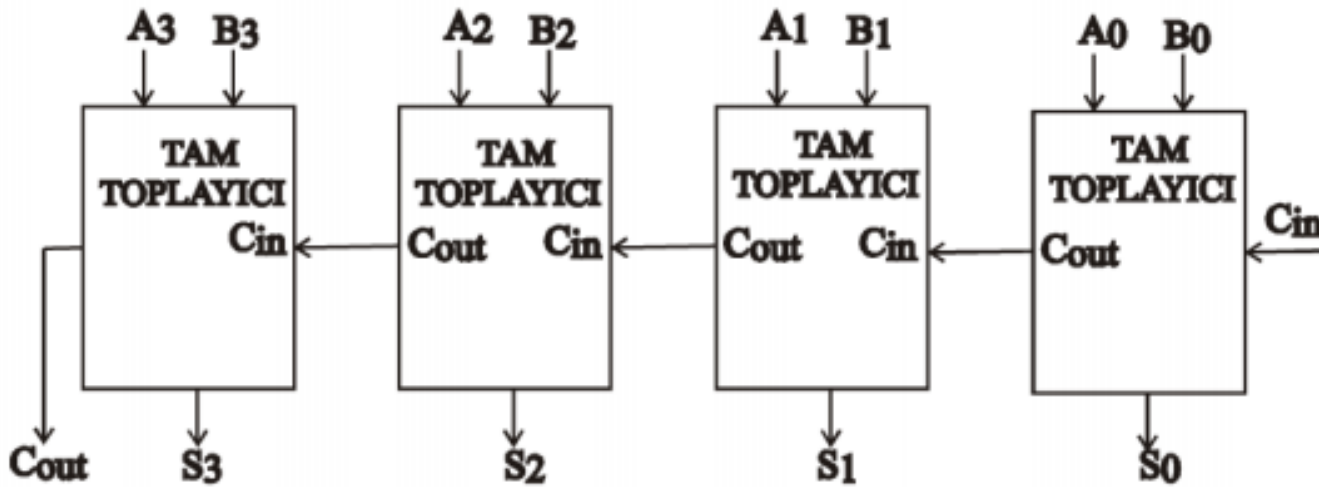 A3 B3 A2 B2 A1 B1 A0 B0
TAM TAM TAM TAM
TOPLAYICI TOPLAYICI TOPLAYICI TOPLAYICI
Cin Cout Cin Cout Cin Cout Cin
Cout S3 S2 S1 S0